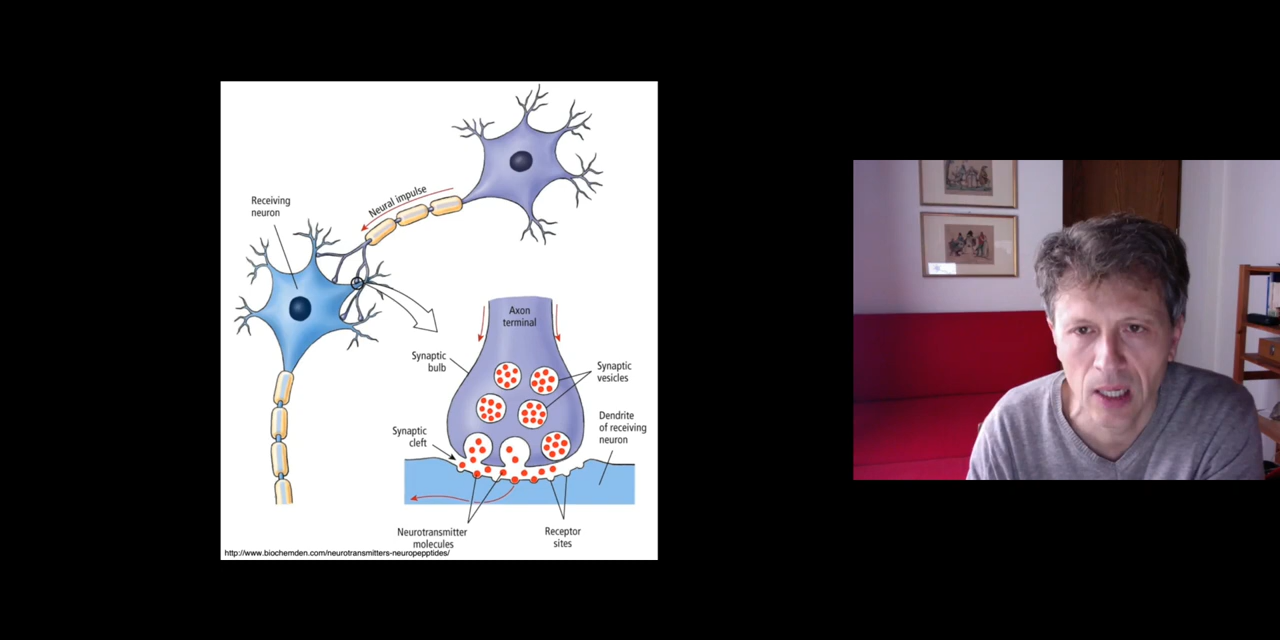 Receiving
neuron
Neural impulse
Axon
terminal
Synaptic
bulb
Synaptic
vesicles
Dendrite
of receiving
neuron
Synaptic
cleft
Neurotransmitter
molecules
Receptor
sites
http://www.biochemden.com/neurotransmitters-neuropeptides/